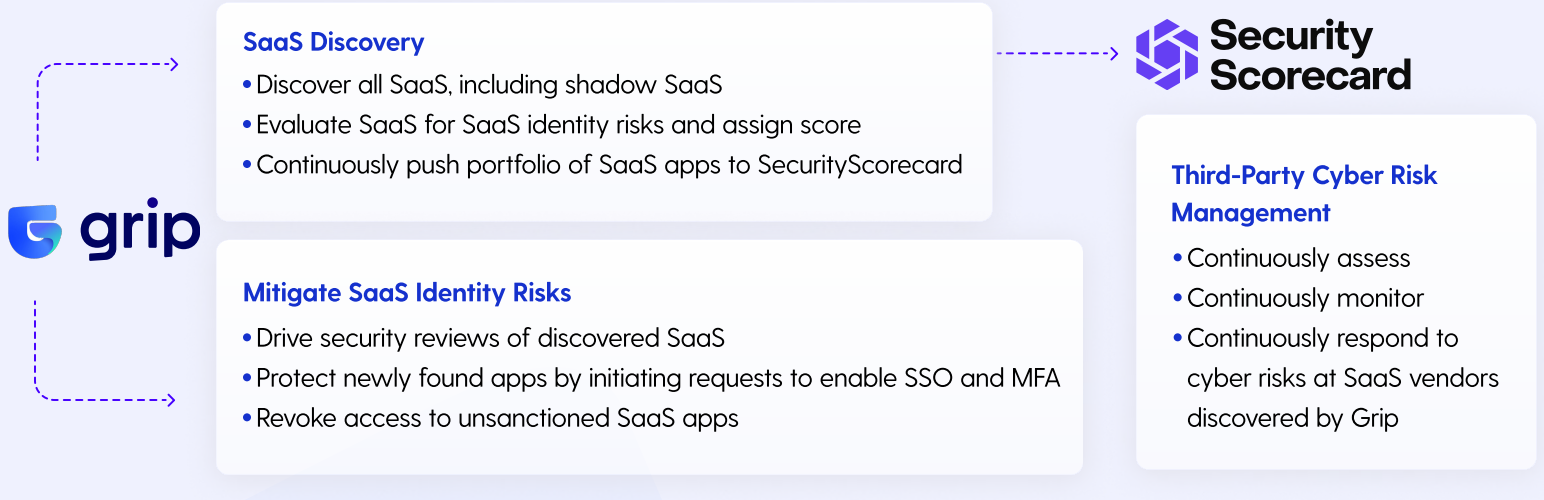 grip
SaaS Discovery
• Discover all SaaS, including shadow SaaS
• Evaluate SaaS for SaaS identity risks and assign score
• Continuously push portfolio of SaaS apps to SecurityScorecard
Mitigate SaaS Identity Risks
• Drive security reviews of discovered SaaS
• Protect newly found apps by initiating requests to enable SSO and MFA
• Revoke access to unsanctioned SaaS apps
Security
Scorecard
Third-Party Cyber Risk
Management
• Continuously assess
• Continuously monitor
• Continuously respond to
cyber risks at SaaS vendors
discovered by Grip